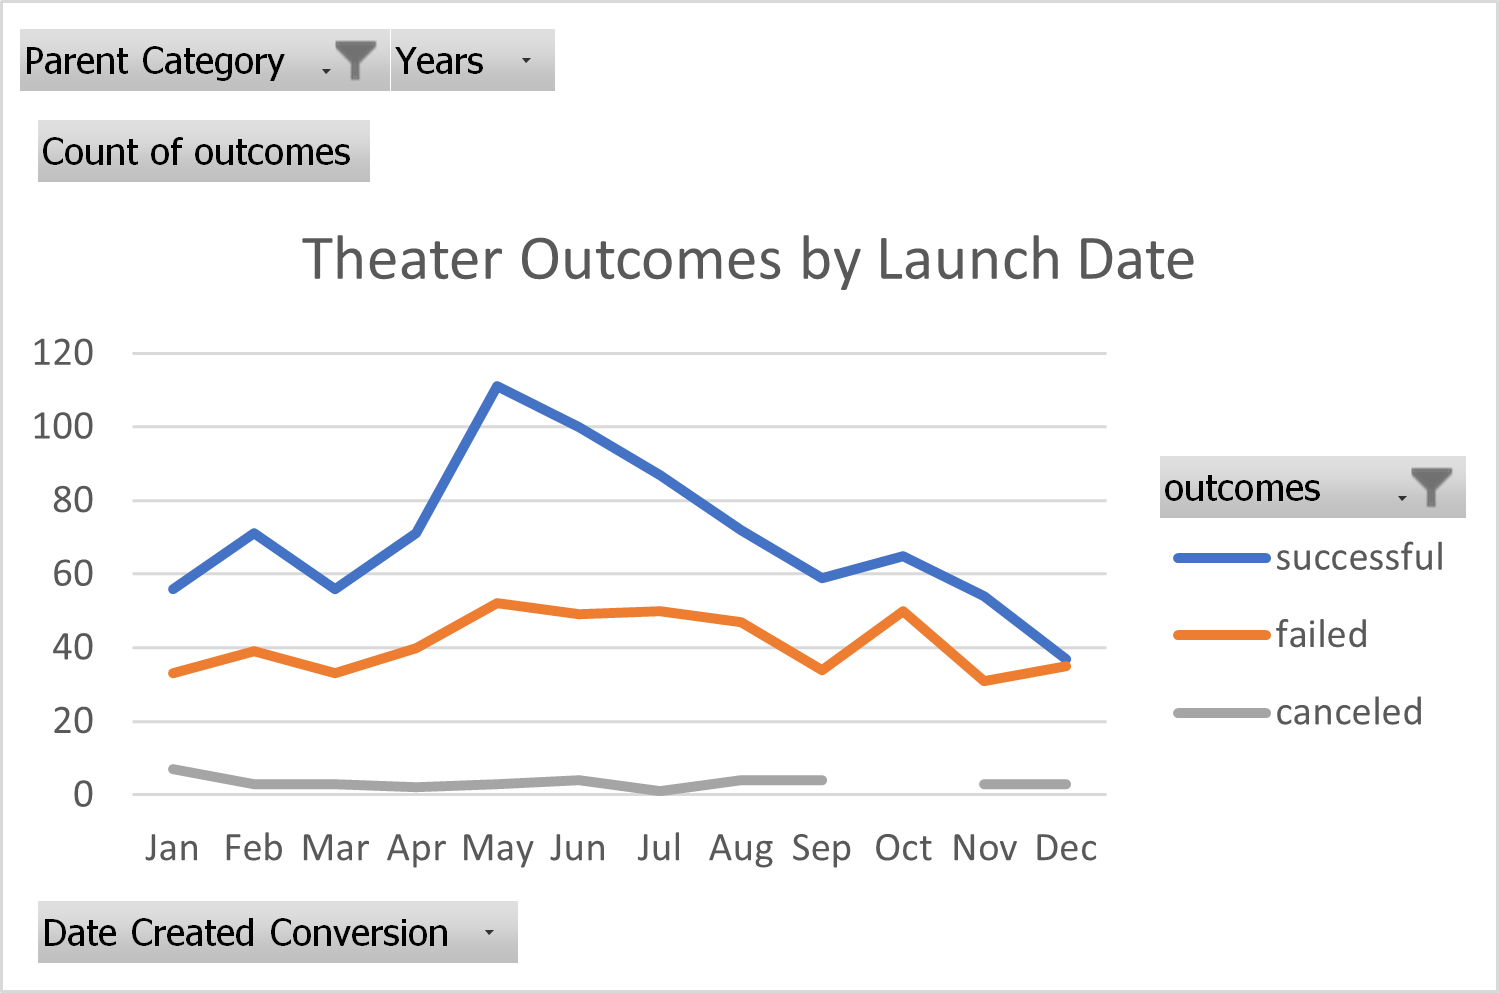 Parent Category Years
Count of outcomes
Theater Outcomes by Launch Date
120
100
80
60
40
20
0
Jan Feb Mar Apr May Jun Jul Aug Sep Oct Nov Dec
outcomes
successful
failed
canceled
Date Created Conversion